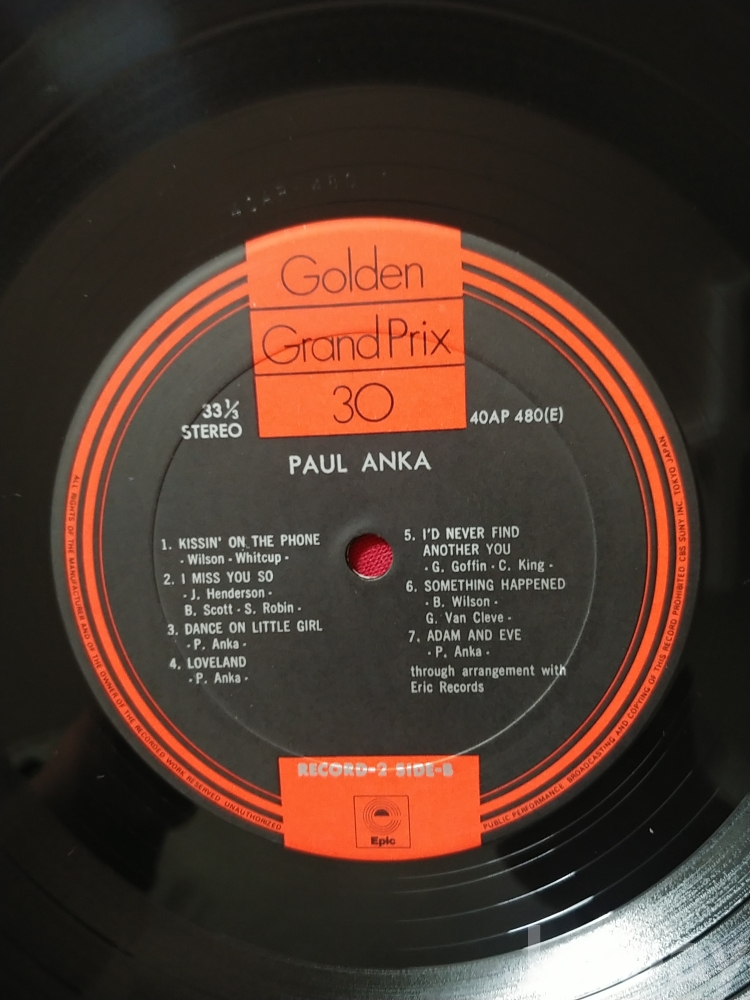 Golden
Grand Prix
30
33⅓
STEREO
40AP 480(E)
PAUL ANKA
1. KISSIN' ON THE PHONE
- Wilson - Whitcup -
2. I MISS YOU SO
- J. Henderson -
B. Scott - S. Robin -
3. DANCE ON LITTLE GIRL
- P. Anka -
4. LOVELAND
- P. Anka -
5. I'D NEVER FIND
ANOTHER YOU
- G. Goffin - C. King -
6. SOMETHING HAPPENED
- B. Wilson -
G. Van Cleve -
7. ADAM AND EVE
- P. Anka -
through arrangement with
Eric Records
RECORD-2 SIDE-B
Epic
ALL RIGHTS OF THE MANUFACTURER AND OF THE OWNER OF THE RECORDED WORK RESERVED UNAUTHORIZED
PUBLIC PERFORMANCE BROADCASTING AND COPYING OF THIS RECORD PROHIBITED CBS SONY INC. TOKYO JAPAN